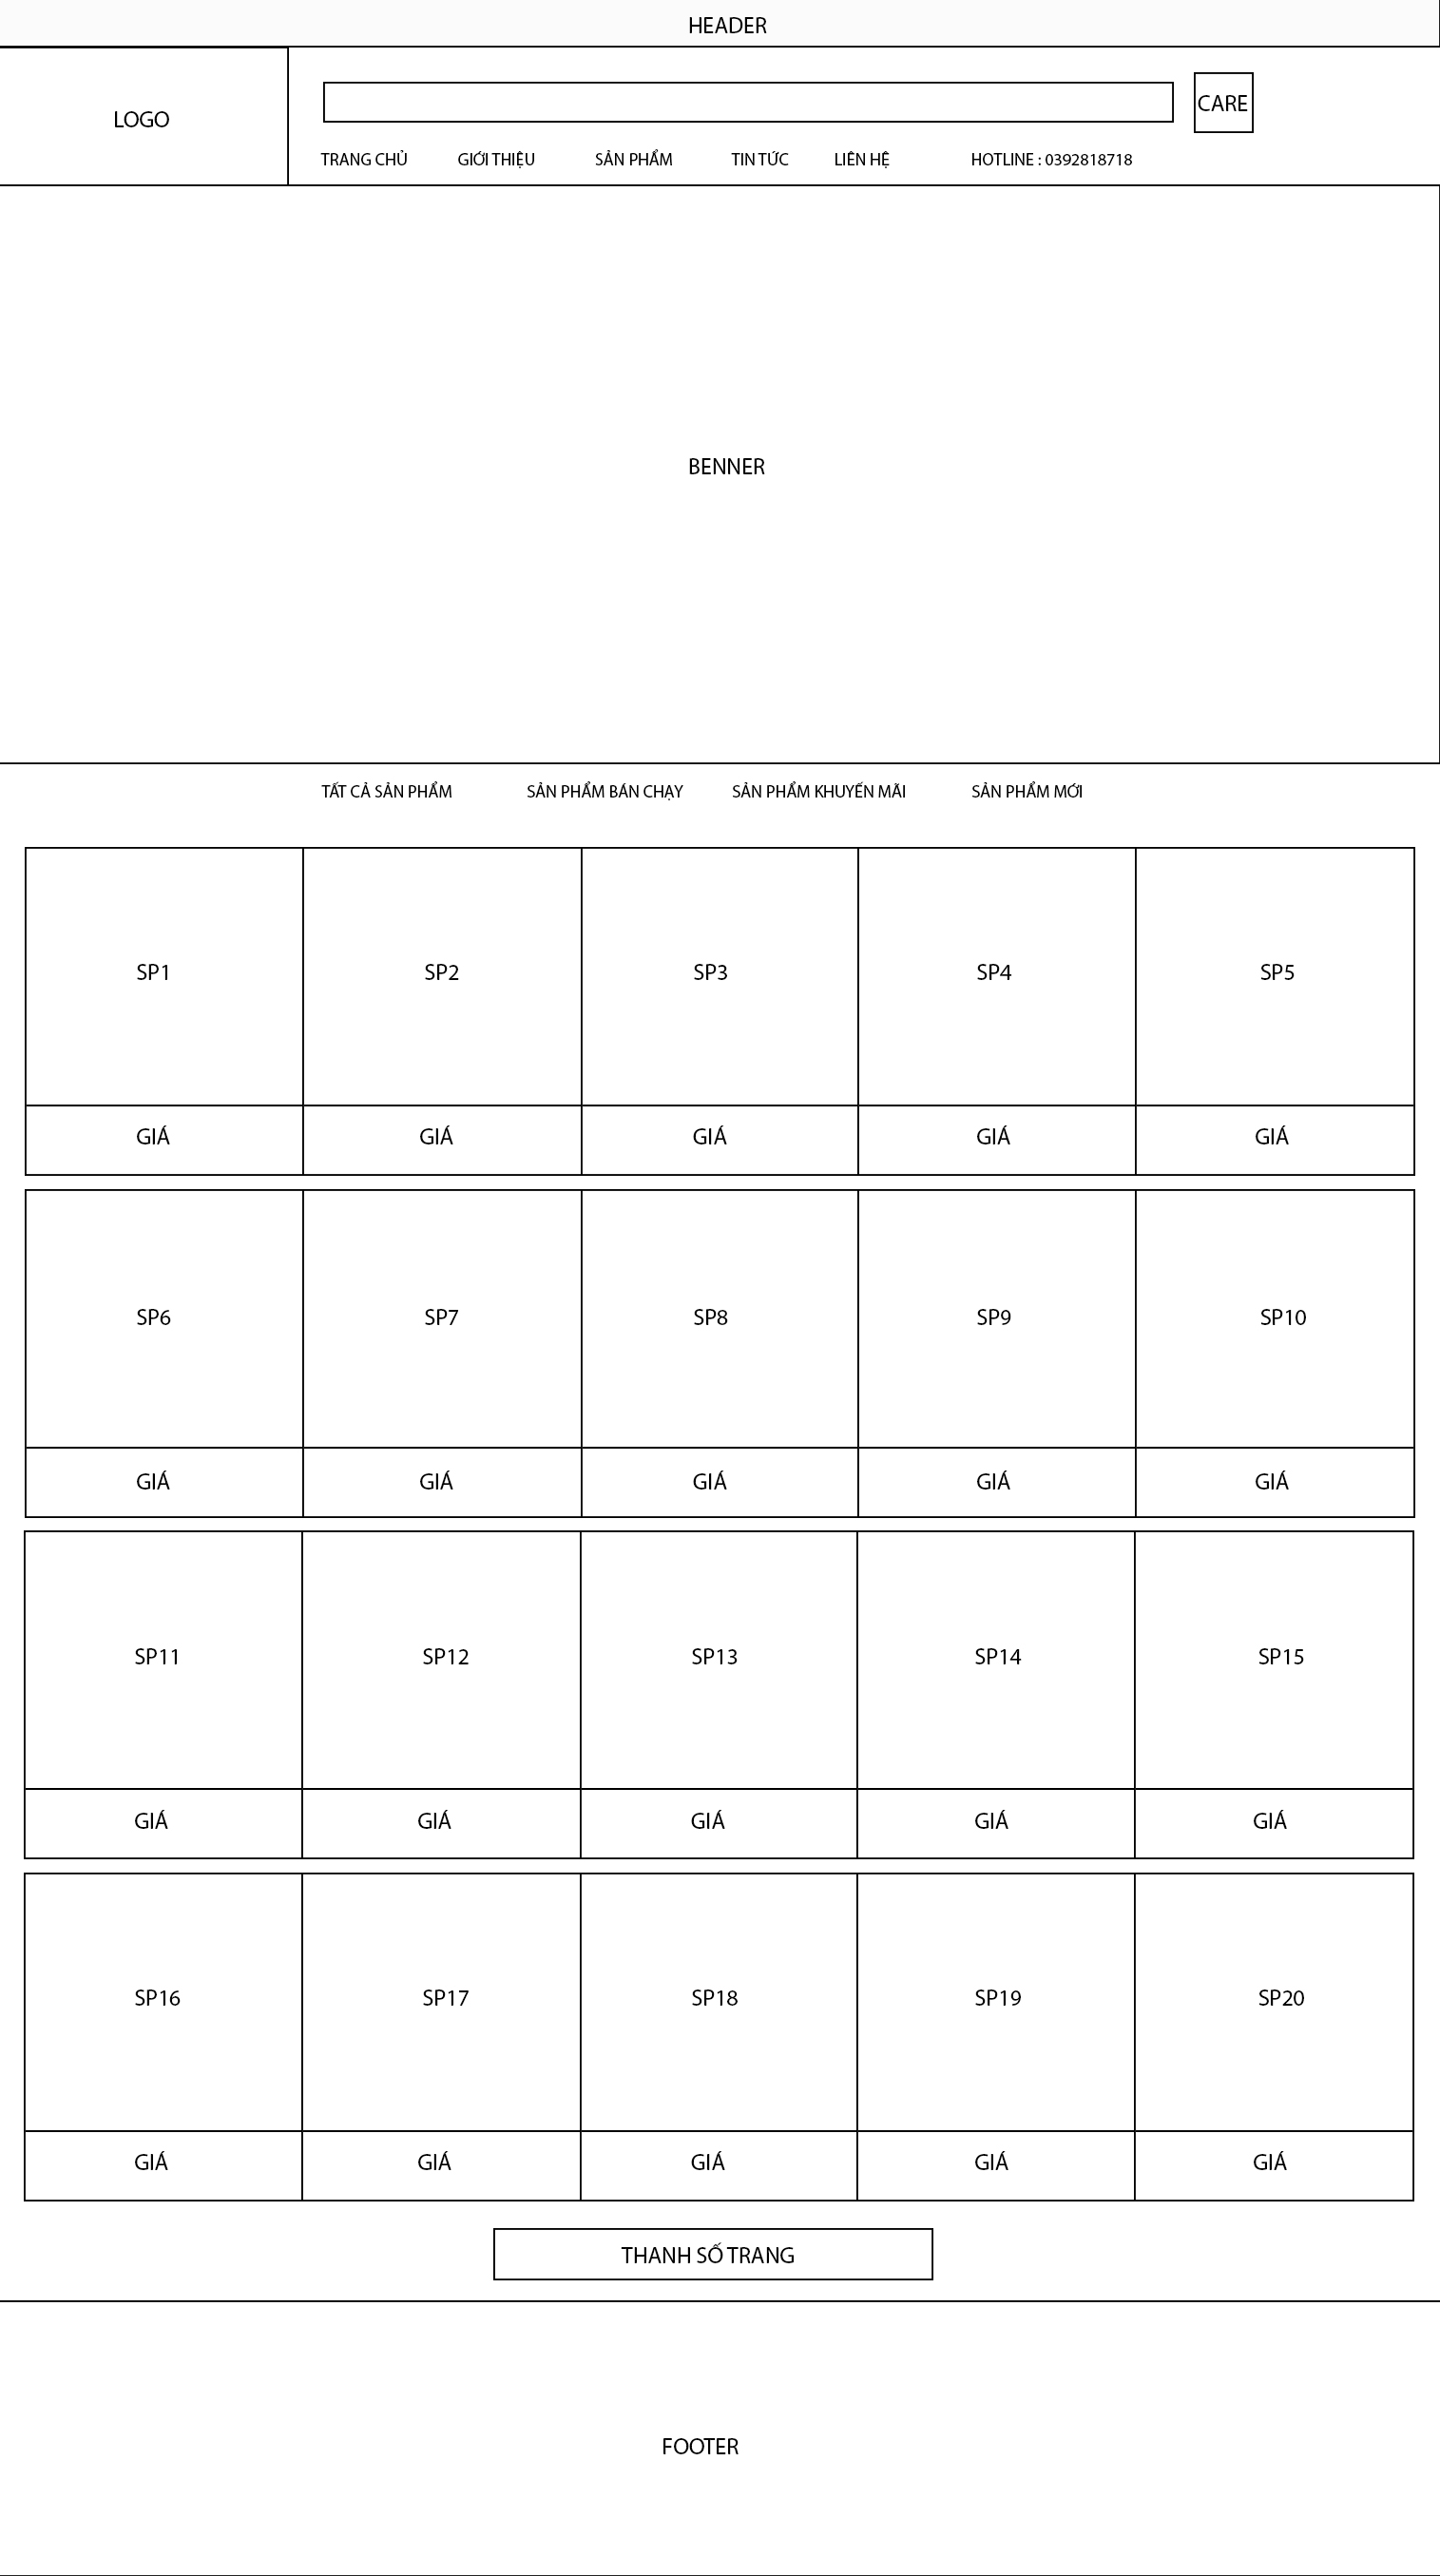 HEADER
LOGO
CARE
TRANG CHỦ GIỚI THIỆU SẢN PHẨM TIN TỨC LIÊN HỆ HOTLINE : 0392818718
BENNER
TẤT CẢ SẢN PHẨM SẢN PHẨM BÁN CHẠY SẢN PHẨM KHUYẾN MÃI SẢN PHẨM MỚI
SP1 SP2 SP3 SP4 SP5
GIÁ GIÁ GIÁ GIÁ GIÁ
SP6 SP7 SP8 SP9 SP10
GIÁ GIÁ GIÁ GIÁ GIÁ
SP11 SP12 SP13 SP14 SP15
GIÁ GIÁ GIÁ GIÁ GIÁ
SP16 SP17 SP18 SP19 SP20
GIÁ GIÁ GIÁ GIÁ GIÁ
THANH SỐ TRANG
FOOTER